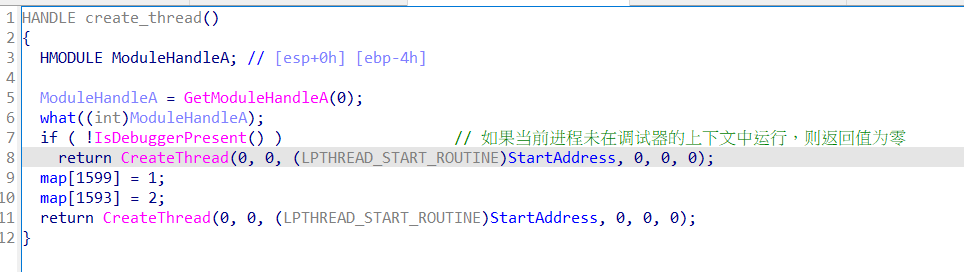 1 HANDLE create_thread()
2 {
3 HMODULE ModuleHandleA; // [esp+0h] [ebp-4h]
4
5 ModuleHandleA = GetModuleHandleA(0);
6 what((int)ModuleHandleA);
7 if ( !IsDebuggerPresent() ) // 如果当前进程未在调试器的上下文中运行，则返回值为零
8 return CreateThread(0, 0, (LPTHREAD_START_ROUTINE)StartAddress, 0, 0, 0);
9 map[1599] = 1;
10 map[1593] = 2;
11 return CreateThread(0, 0, (LPTHREAD_START_ROUTINE)StartAddress, 0, 0, 0);
12 }